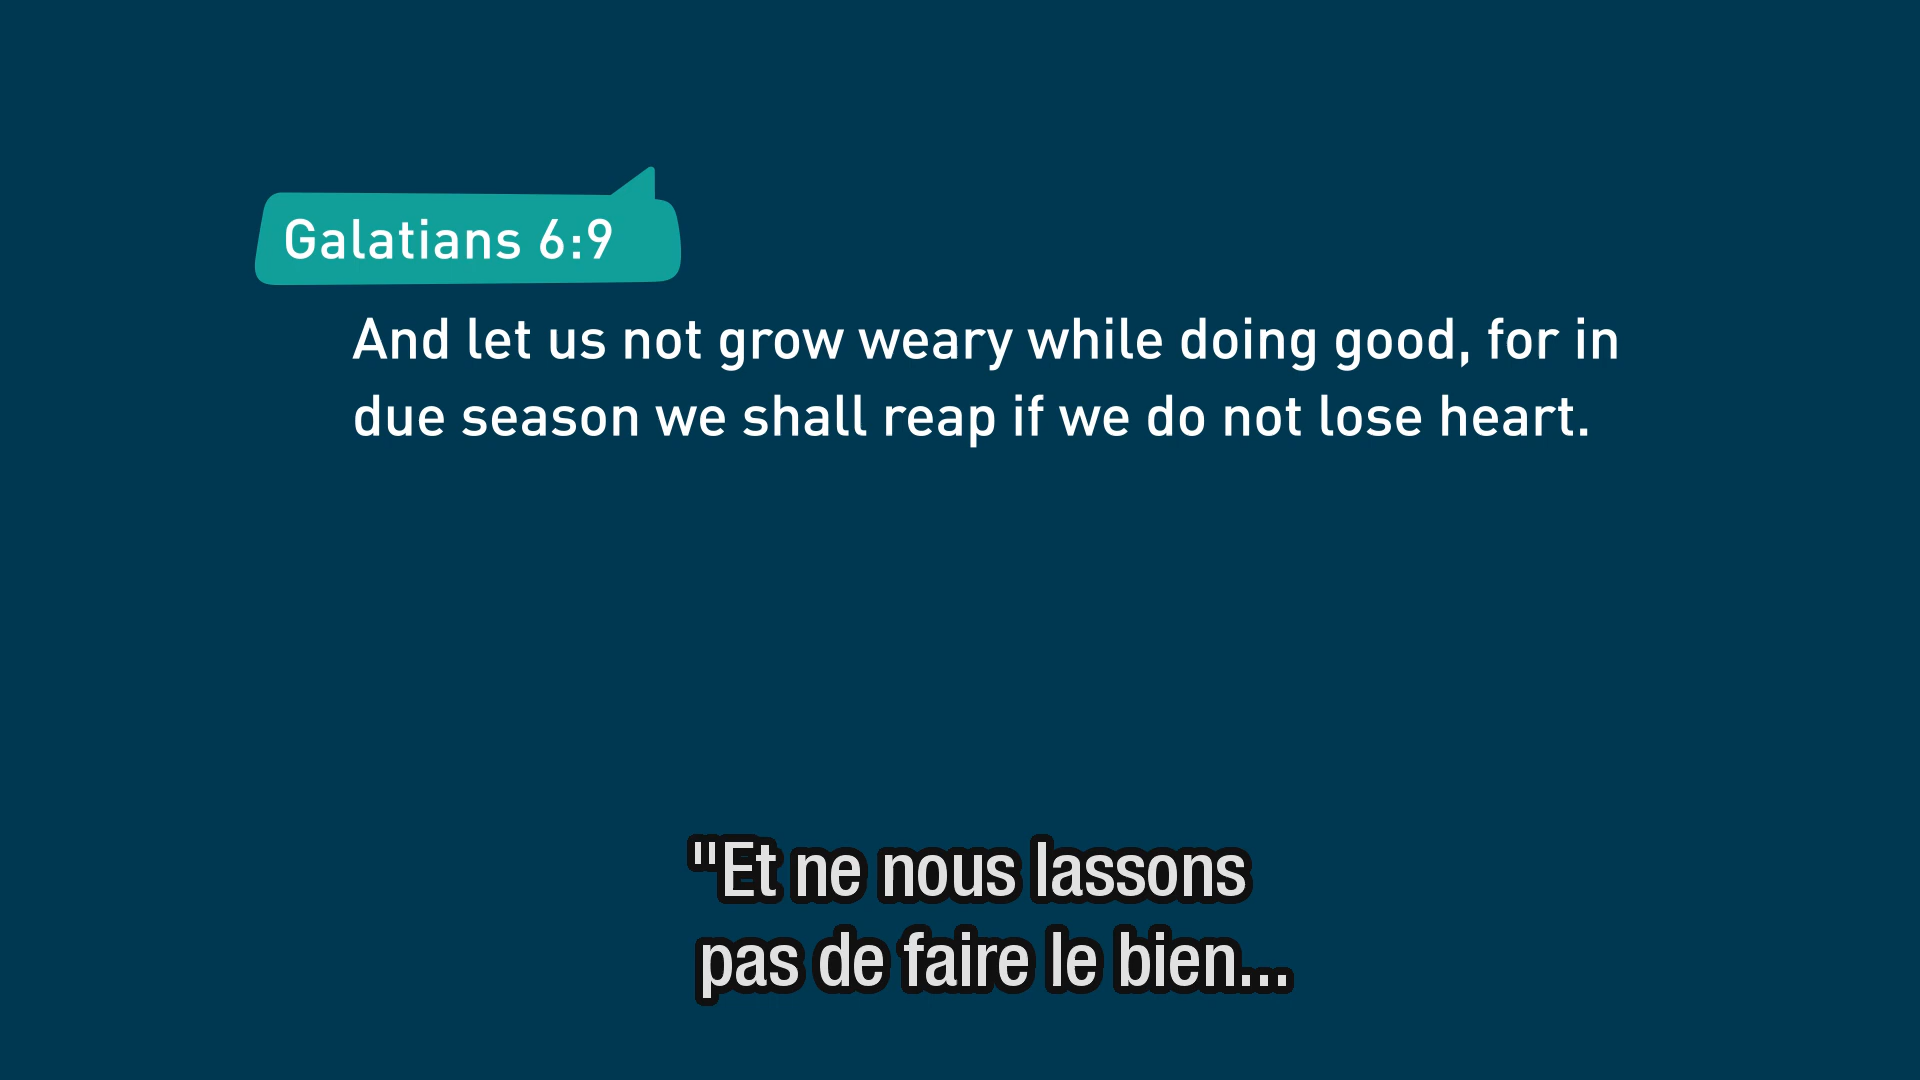 Galatians 6:9
And let us not grow weary while doing good, for in
due season we shall reap if we do not lose heart.
"Et ne nous lassons
pas de faire le bien...